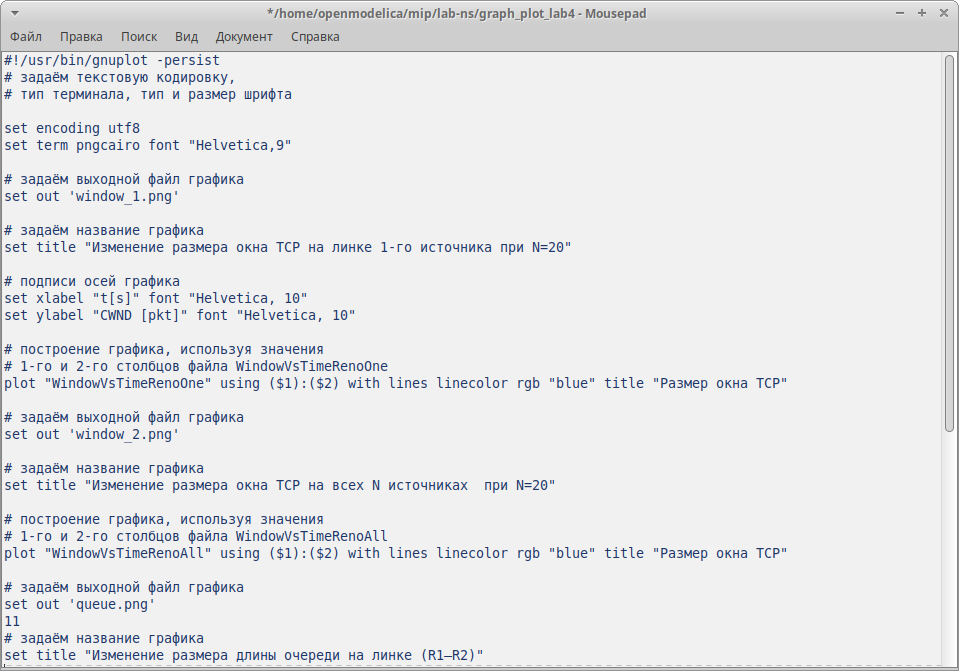 */home/openmodelica/mip/lab-ns/graph_plot_lab4 - Mousepad
Файл Правка Поиск Вид Документ Справка
#!/usr/bin/gnuplot -persist
# задаём текстовую кодировку,
# тип терминала, тип и размер шрифта
set encoding utf8
set term pngcairo font "Helvetica,9"
# задаём выходной файл графика
set out 'window_1.png'
# задаём название графика
set title "Изменение размера окна TCP на линке 1-го источника при N=20"
# подписи осей графика
set xlabel "t[s]" font "Helvetica, 10"
set ylabel "CWND [pkt]" font "Helvetica, 10"
# построение графика, используя значения
# 1-го и 2-го столбцов файла WindowVsTimeRenoOne
plot "WindowVsTimeRenoOne" using ($1):($2) with lines linecolor rgb "blue" title "Размер окна TCP"
# задаём выходной файл графика
set out 'window_2.png'
# задаём название графика
set title "Изменение размера окна TCP на всех N источниках  при N=20"
# построение графика, используя значения
# 1-го и 2-го столбцов файла WindowVsTimeRenoAll
plot "WindowVsTimeRenoAll" using ($1):($2) with lines linecolor rgb "blue" title "Размер окна TCP"
# задаём выходной файл графика
set out 'queue.png'
11
# задаём название графика
set title "Изменение размера длины очереди на линке (R1–R2)"